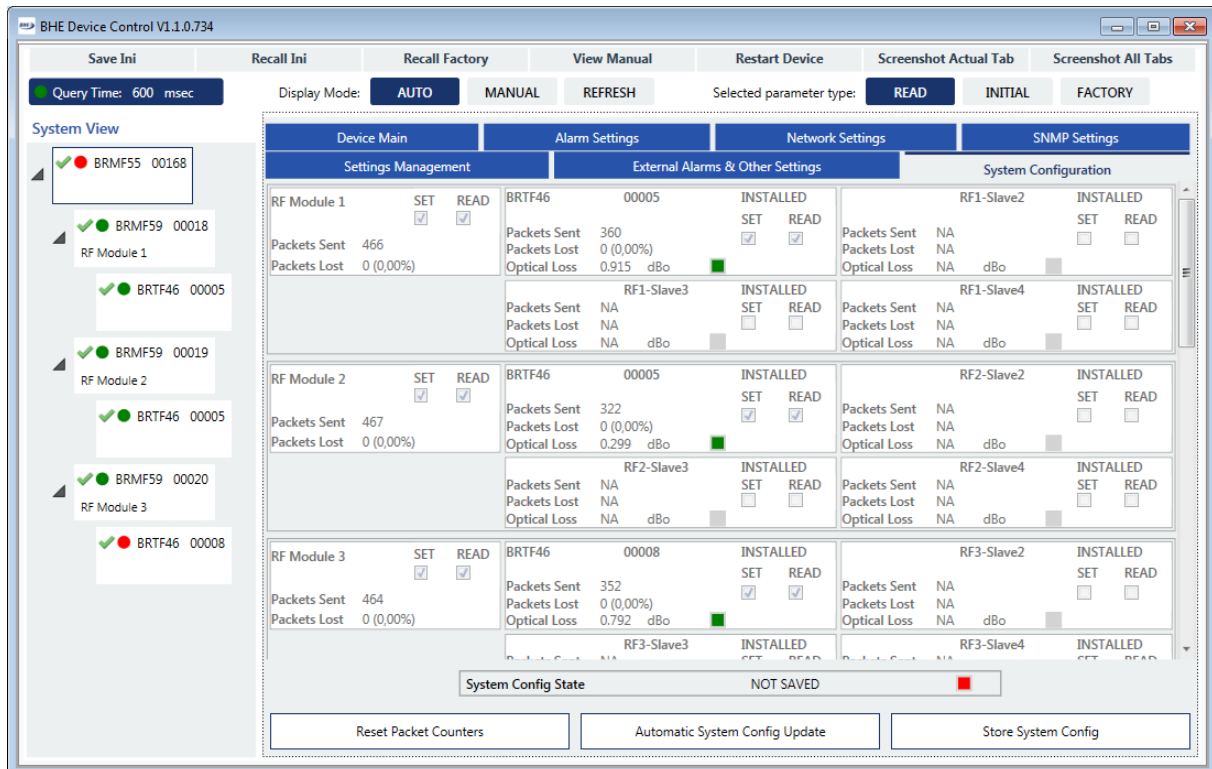 BHE BHE Device Control V1.1.0.734
Save Ini Recall Ini Recall Factory View Manual Restart Device Screenshot Actual Tab Screenshot All Tabs
Query Time: 600 msec Display Mode: AUTO MANUAL REFRESH Selected parameter type: READ INITIAL FACTORY
System View
BRMF55 00168
BRMF59 00018
RF Module 1
BRTF46 00005
BRMF59 00019
RF Module 2
BRTF46 00005
BRMF59 00020
RF Module 3
BRTF46 00008
Device Main Alarm Settings Network Settings SNMP Settings
Settings Management External Alarms & Other Settings System Configuration
RF Module 1 SET READ
Packets Sent 466
Packets Lost 0 (0,00%)
BRTF46 00005 INSTALLED
SET READ
Packets Sent 360
Packets Lost 0 (0,00%)
Optical Loss 0.915 dBo
RF1-Slave2 INSTALLED
SET READ
Packets Sent NA
Packets Lost NA
Optical Loss NA dBo
RF1-Slave3 INSTALLED
Packets Sent NA SET READ
Packets Lost NA
Optical Loss NA dBo
RF1-Slave4 INSTALLED
Packets Sent NA SET READ
Packets Lost NA
Optical Loss NA dBo
RF Module 2 SET READ
Packets Sent 467
Packets Lost 0 (0,00%)
BRTF46 00005 INSTALLED
SET READ
Packets Sent 322
Packets Lost 0 (0,00%)
Optical Loss 0.299 dBo
RF2-Slave2 INSTALLED
SET READ
Packets Sent NA
Packets Lost NA
Optical Loss NA dBo
RF2-Slave3 INSTALLED
Packets Sent NA SET READ
Packets Lost NA
Optical Loss NA dBo
RF2-Slave4 INSTALLED
Packets Sent NA SET READ
Packets Lost NA
Optical Loss NA dBo
RF Module 3 SET READ
Packets Sent 464
Packets Lost 0 (0,00%)
BRTF46 00008 INSTALLED
SET READ
Packets Sent 352
Packets Lost 0 (0,00%)
Optical Loss 0.792 dBo
RF3-Slave2 INSTALLED
SET READ
Packets Sent NA
Packets Lost NA
Optical Loss NA dBo
RF3-Slave3 INSTALLED
RF3-Slave4 INSTALLED
System Config State NOT SAVED
Reset Packet Counters Automatic System Config Update Store System Config